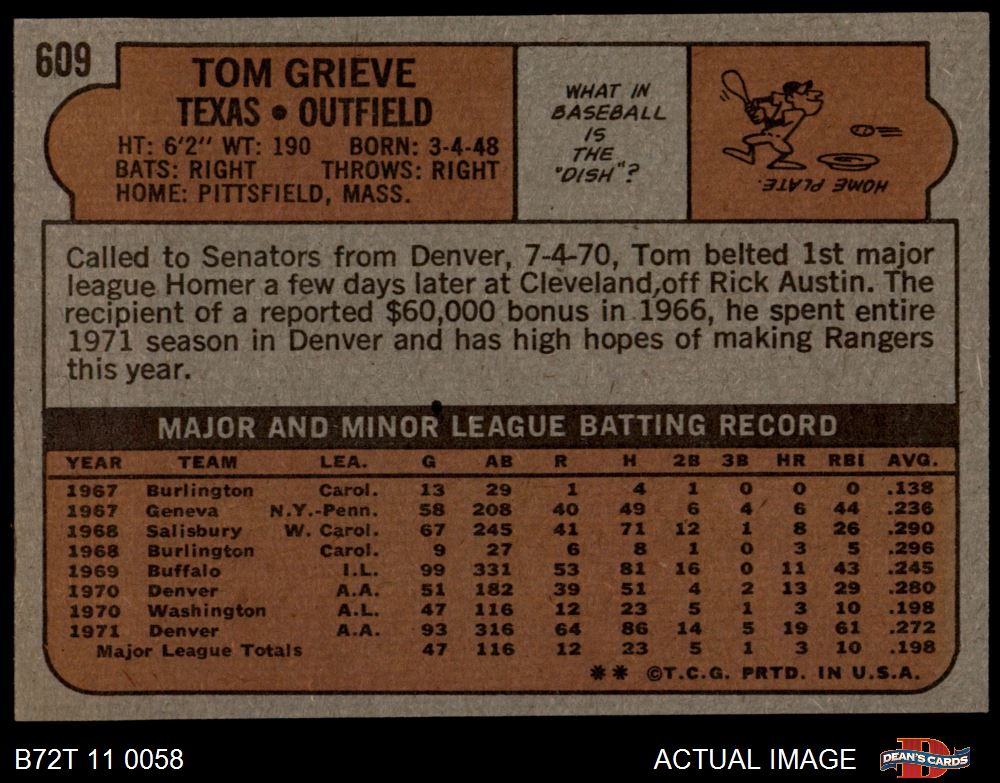 609
TOM GRIEVE
TEXAS • OUTFIELD
HT: 6'2" WT: 190 BORN: 3-4-48
BATS: RIGHT THROWS: RIGHT
HOME: PITTSFIELD, MASS.
WHAT IN
BASEBALL
IS
THE
"DISH"?
HOME PLATE.
Called to Senators from Denver, 7-4-70, Tom belted 1st major
league Homer a few days later at Cleveland,off Rick Austin. The
recipient of a reported $60,000 bonus in 1966, he spent entire
1971 season in Denver and has high hopes of making Rangers
this year.
MAJOR AND MINOR LEAGUE BATTING RECORD
YEAR TEAM LEA. G AB R H 2B 3B HR RBI AVG.
1967 Burlington Carol. 13 29 1 4 1 0 0 0 .138
1967 Geneva N.Y.-Penn. 58 208 40 49 6 4 6 44 .236
1968 Salisbury W. Carol. 67 245 41 71 12 1 8 26 .290
1968 Burlington Carol. 9 27 6 8 1 0 3 5 .296
1969 Buffalo I.L. 99 331 53 81 16 0 11 43 .245
1970 Denver A.A. 51 182 39 51 4 2 13 29 .280
1970 Washington A.L. 47 116 12 23 5 1 3 10 .198
1971 Denver A.A. 93 316 64 86 14 5 19 61 .272
Major League Totals 47 116 12 23 5 1 3 10 .198
** ©T.C.G. PRTD. IN U.S.A.
B72T 11 0058
ACTUAL IMAGE
D
DEAN'S CARDS